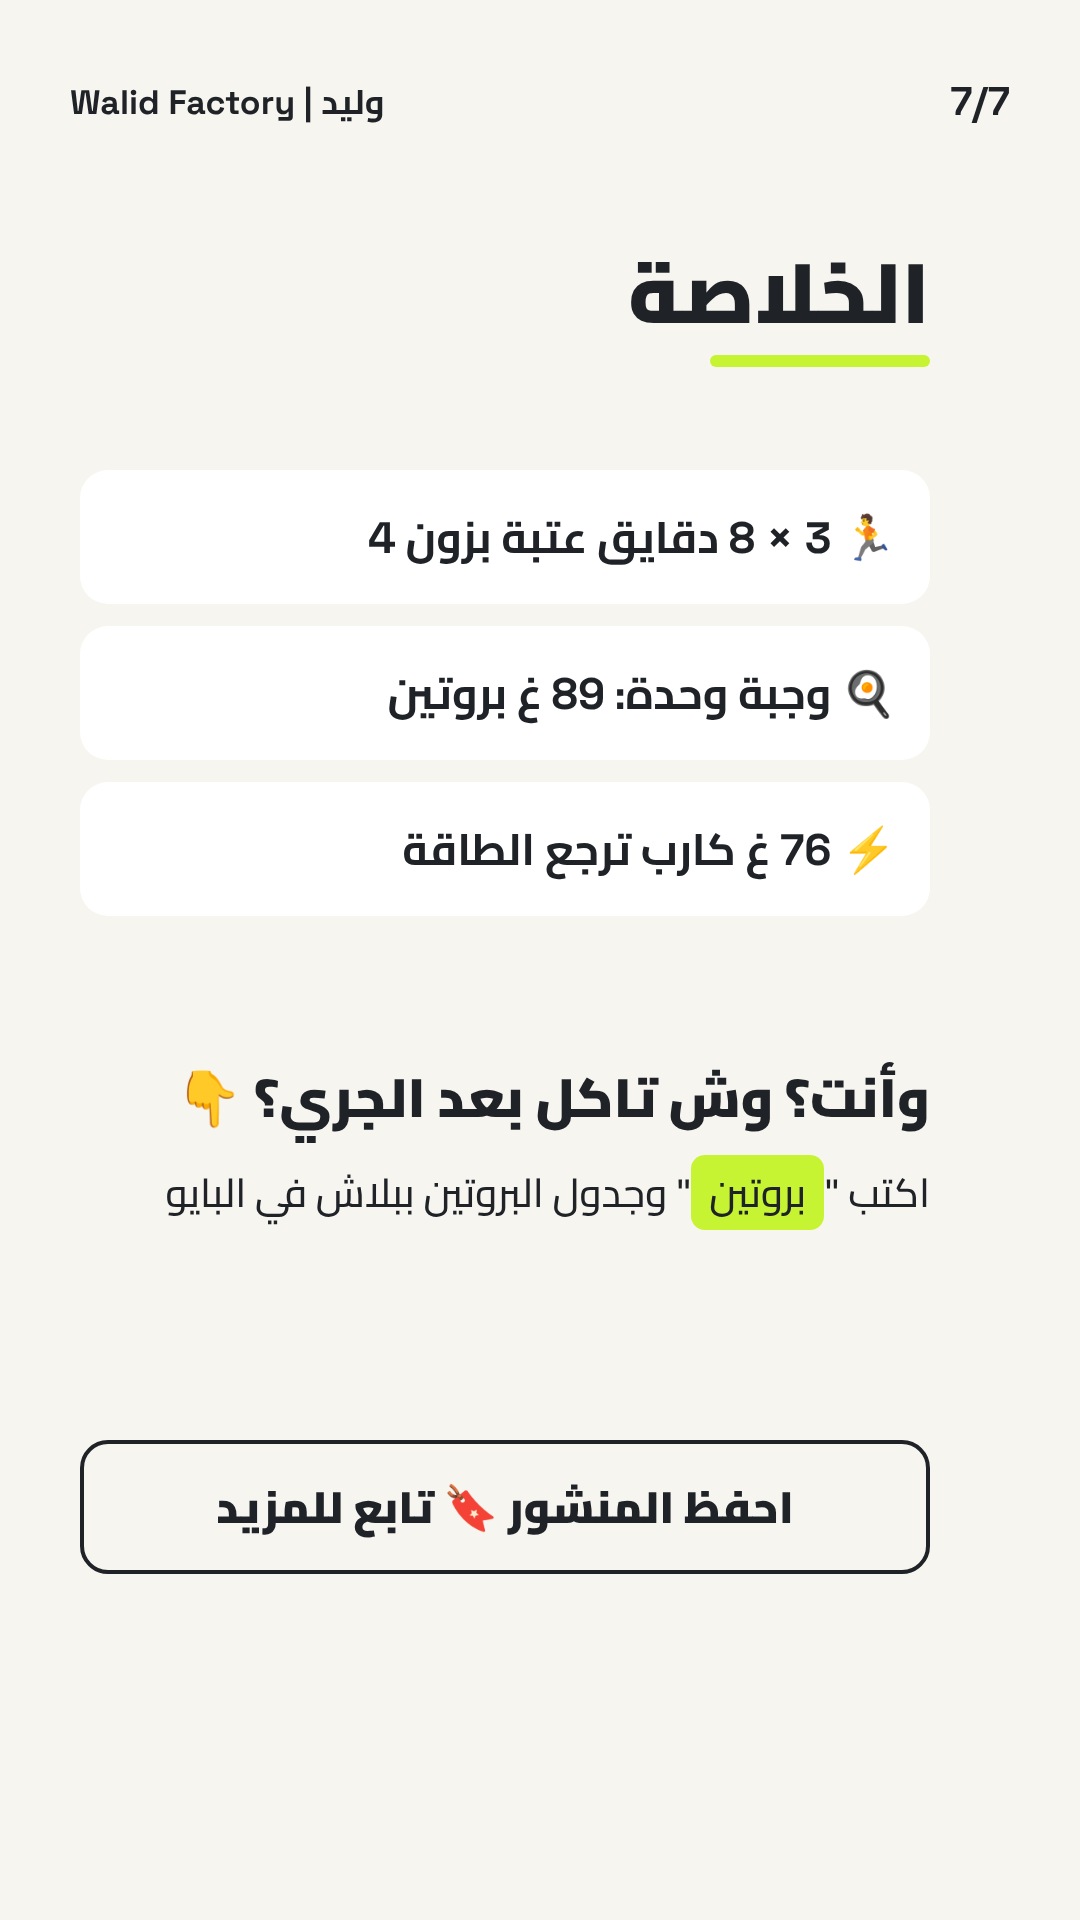 Walid Factory | وليد
7/7
الخلاصة
🏃 3 × 8 دقايق عتبة بزون 4
🍳 وجبة وحدة: 89 غ بروتين
⚡ 76 غ كارب ترجع الطاقة
وأنت؟ وش تاكل بعد الجري؟ 👇
اكتب "بروتين" وجدول البروتين ببلاش في البايو
احفظ المنشور 🔖 تابع للمزيد